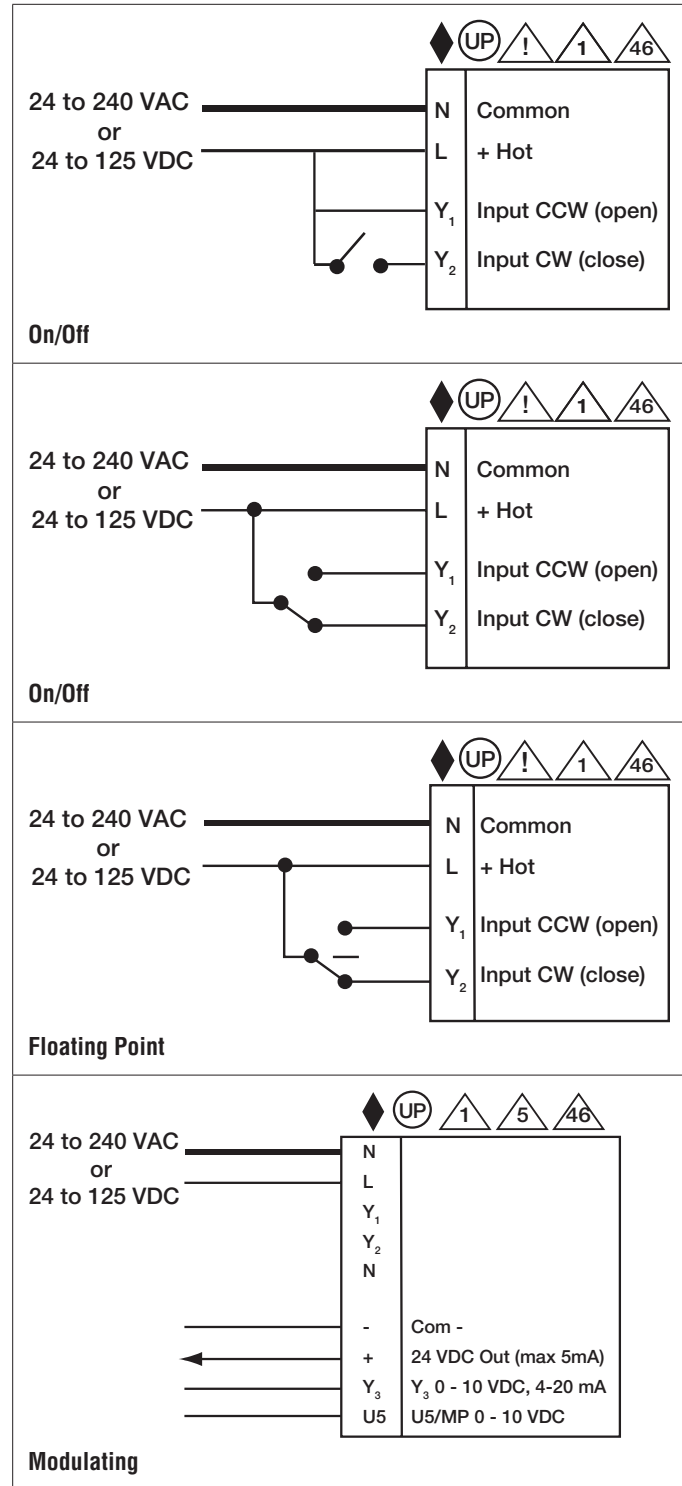 UP ! 1 46
24 to 240 VAC
or
24 to 125 VDC
N Common
L + Hot
Y1 Input CCW (open)
Y2 Input CW (close)
On/Off
UP ! 1 46
24 to 240 VAC
or
24 to 125 VDC
N Common
L + Hot
Y1 Input CCW (open)
Y2 Input CW (close)
On/Off
UP ! 1 46
24 to 240 VAC
or
24 to 125 VDC
N Common
L + Hot
Y1 Input CCW (open)
Y2 Input CW (close)
Floating Point
UP 1 5 46
24 to 240 VAC
or
24 to 125 VDC
N
L
Y1
Y2
N
- Com -
+ 24 VDC Out (max 5mA)
Y3 Y3 0 - 10 VDC, 4-20 mA
U5 U5/MP 0 - 10 VDC
Modulating